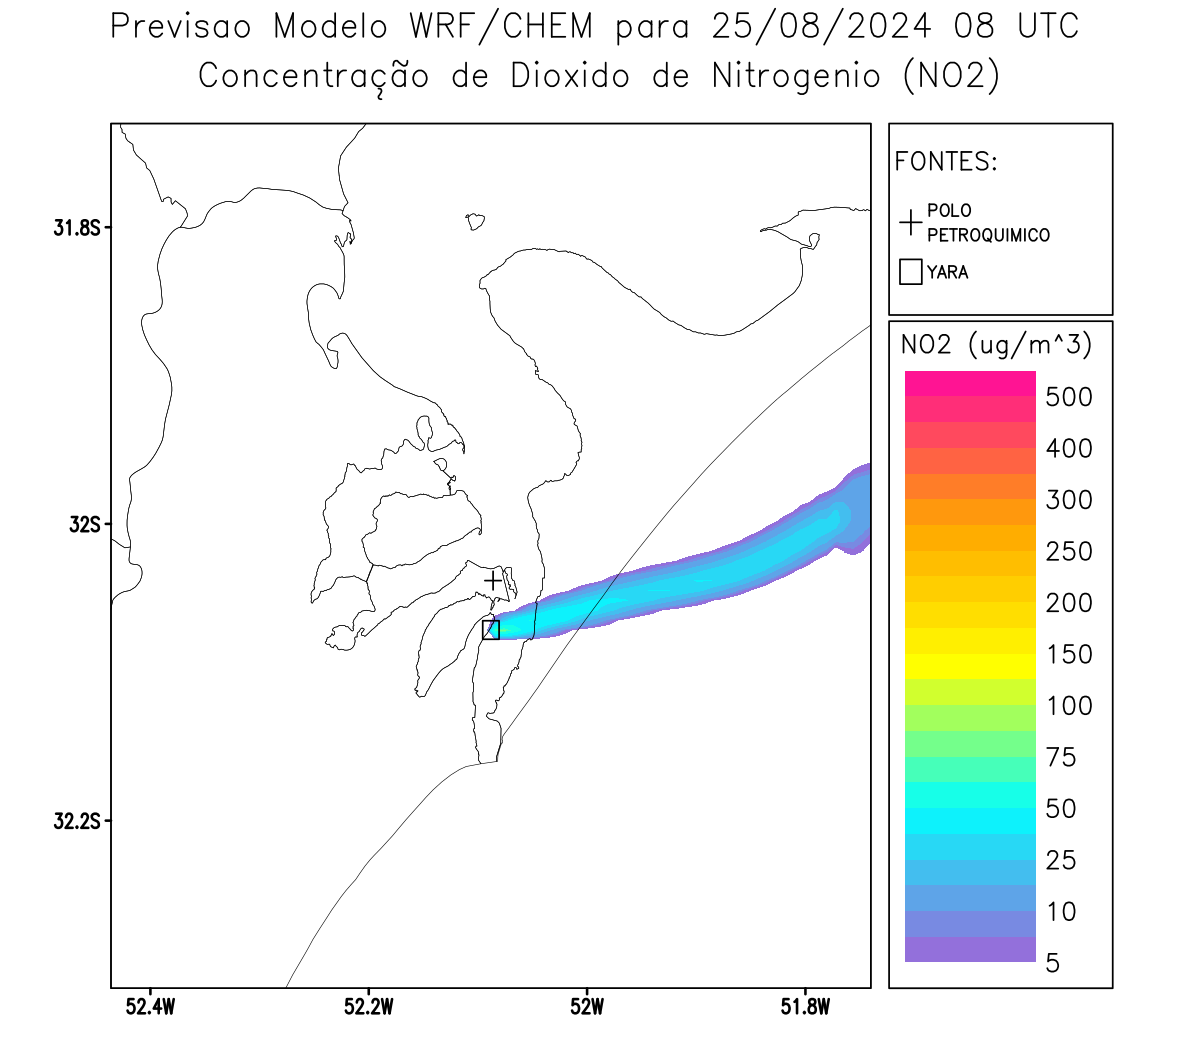 Previsao Modelo WRF/CHEM para 25/08/2024 08 UTC
Concentração de Dioxido de Nitrogenio (NO2)
FONTES:
POLO
PETROQUIMICO
YARA
NO2 (ug/m^3)
500
400
300
250
200
150
100
75
50
25
10
5
31.8S
32S
32.2S
52.4W
52.2W
52W
51.8W